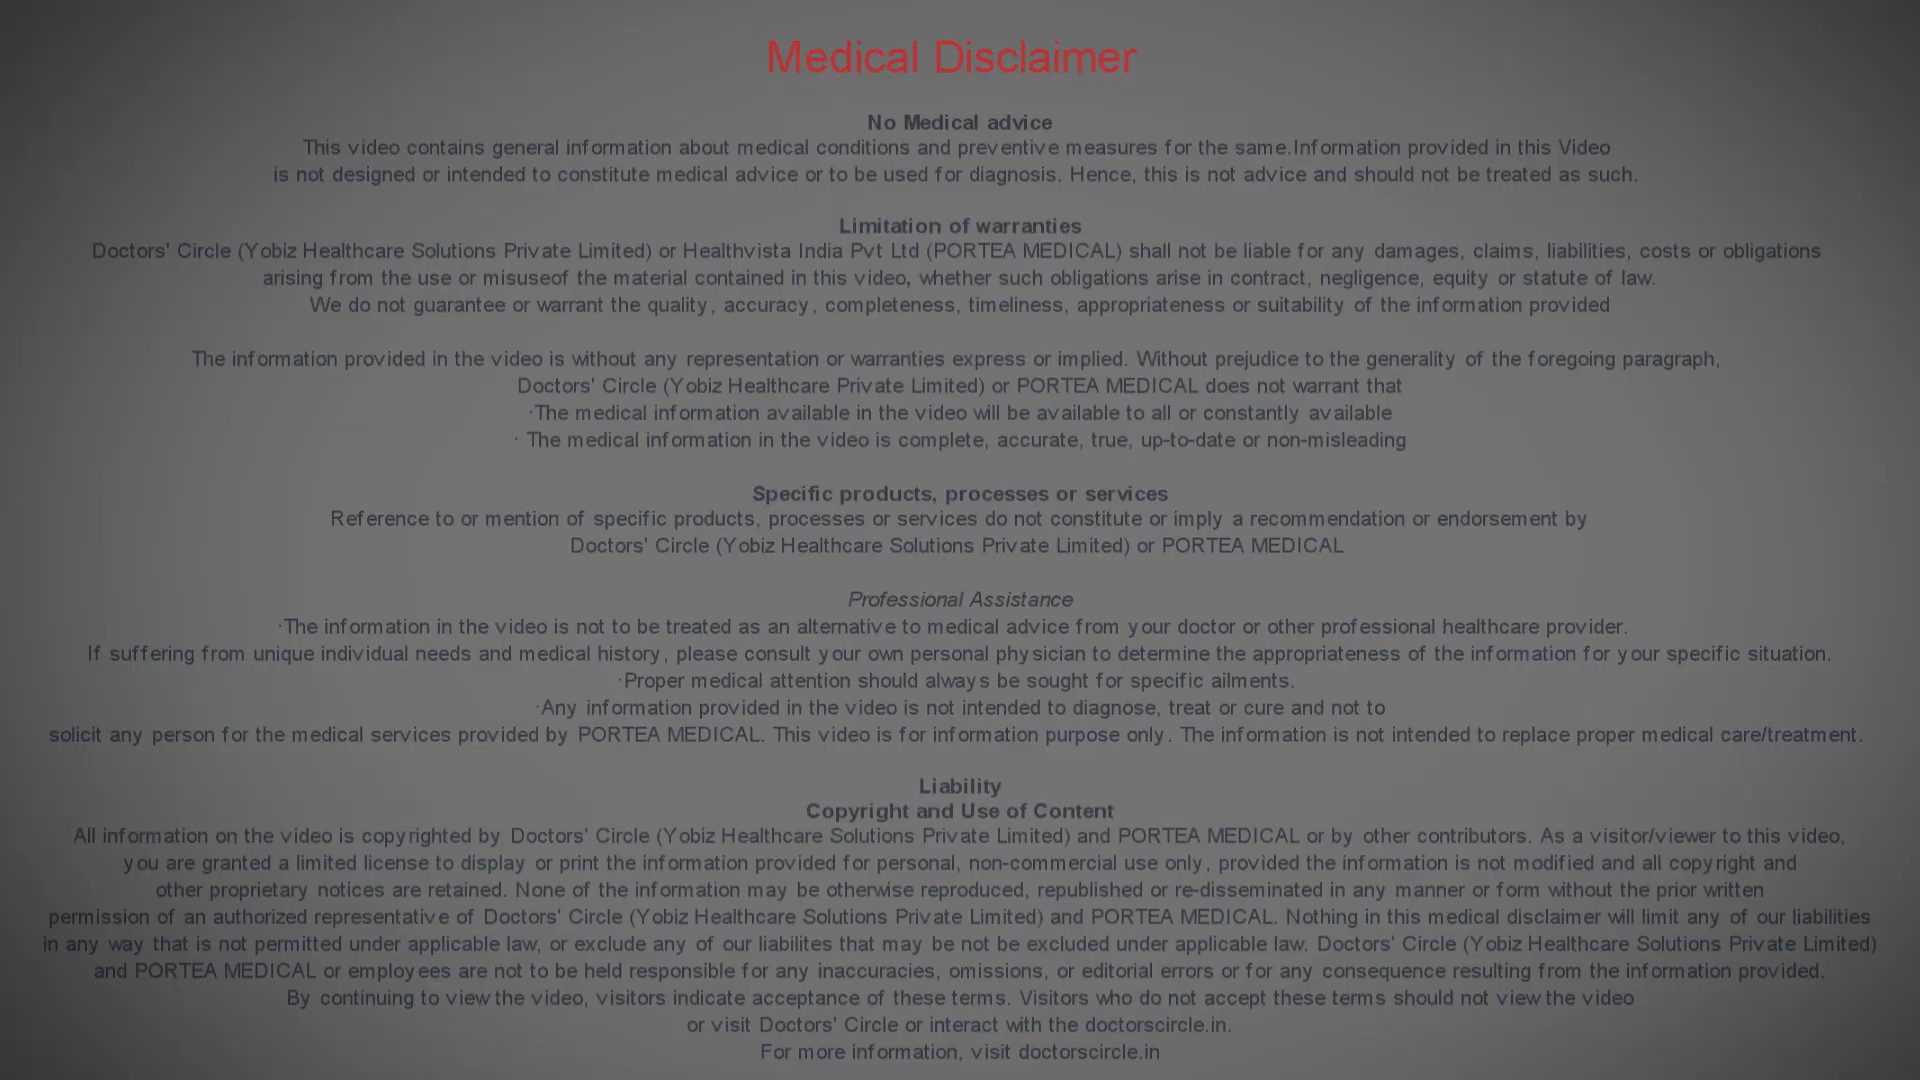 Medical Disclaimer
No Medical advice
This video contains general information about medical conditions and preventive measures for the same.Information provided in this Video
is not designed or intended to constitute medical advice or to be used for diagnosis. Hence, this is not advice and should not be treated as such.
Limitation of warranties
Doctors' Circle (Yobiz Healthcare Solutions Private Limited) or Healthvista India Pvt Ltd (PORTEA MEDICAL) shall not be liable for any damages, claims, liabilities, costs or obligations
arising from the use or misuseof the material contained in this video, whether such obligations arise in contract, negligence, equity or statute of law.
We do not guarantee or warrant the quality, accuracy, completeness, timeliness, appropriateness or suitability of the information provided
The information provided in the video is without any representation or warranties express or implied. Without prejudice to the generality of the foregoing paragraph,
Doctors' Circle (Yobiz Healthcare Private Limited) or PORTEA MEDICAL does not warrant that
·The medical information available in the video will be available to all or constantly available
· The medical information in the video is complete, accurate, true, up-to-date or non-misleading
Specific products, processes or services
Reference to or mention of specific products, processes or services do not constitute or imply a recommendation or endorsement by
Doctors' Circle (Yobiz Healthcare Solutions Private Limited) or PORTEA MEDICAL
Professional Assistance
·The information in the video is not to be treated as an alternative to medical advice from your doctor or other professional healthcare provider.
If suffering from unique individual needs and medical history, please consult your own personal physician to determine the appropriateness of the information for your specific situation.
·Proper medical attention should always be sought for specific ailments.
·Any information provided in the video is not intended to diagnose, treat or cure and not to
solicit any person for the medical services provided by PORTEA MEDICAL. This video is for information purpose only. The information is not intended to replace proper medical care/treatment.
Liability
Copyright and Use of Content
All information on the video is copyrighted by Doctors' Circle (Yobiz Healthcare Solutions Private Limited) and PORTEA MEDICAL or by other contributors. As a visitor/viewer to this video,
you are granted a limited license to display or print the information provided for personal, non-commercial use only, provided the information is not modified and all copyright and
other proprietary notices are retained. None of the information may be otherwise reproduced, republished or re-disseminated in any manner or form without the prior written
permission of an authorized representative of Doctors' Circle (Yobiz Healthcare Solutions Private Limited) and PORTEA MEDICAL. Nothing in this medical disclaimer will limit any of our liabilities
in any way that is not permitted under applicable law, or exclude any of our liabilites that may be not be excluded under applicable law. Doctors' Circle (Yobiz Healthcare Solutions Private Limited)
and PORTEA MEDICAL or employees are not to be held responsible for any inaccuracies, omissions, or editorial errors or for any consequence resulting from the information provided.
By continuing to view the video, visitors indicate acceptance of these terms. Visitors who do not accept these terms should not view the video
or visit Doctors' Circle or interact with the doctorscircle.in.
For more information, visit doctorscircle.in